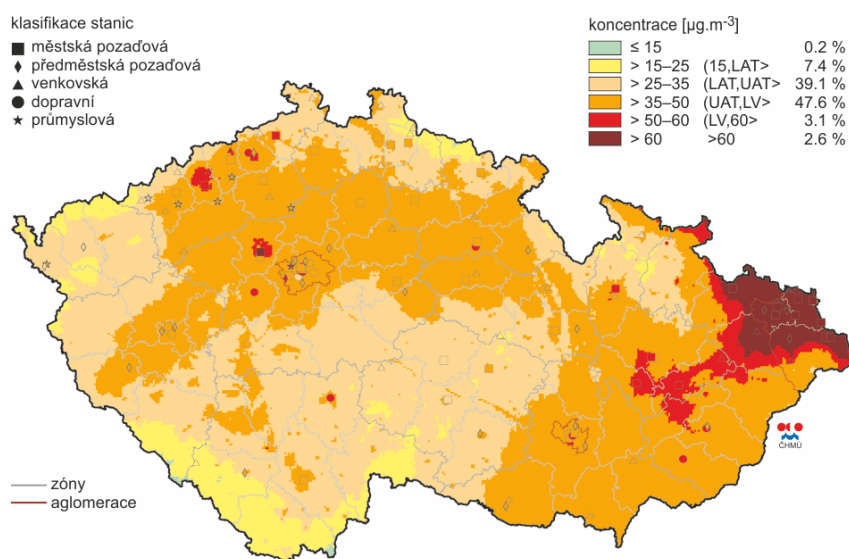 klasifikace stanic
městská pozaďová
předměstská pozaďová
venkovská
dopravní
průmyslová
koncentrace [µg.m⁻³]
≤ 15 0.2 %
> 15–25 (15,LAT> 7.4 %
> 25–35 (LAT,UAT> 39.1 %
> 35–50 (UAT,LV> 47.6 %
> 50–60 (LV,60> 3.1 %
> 60 >60 2.6 %
ČHMÚ
zóny
aglomerace